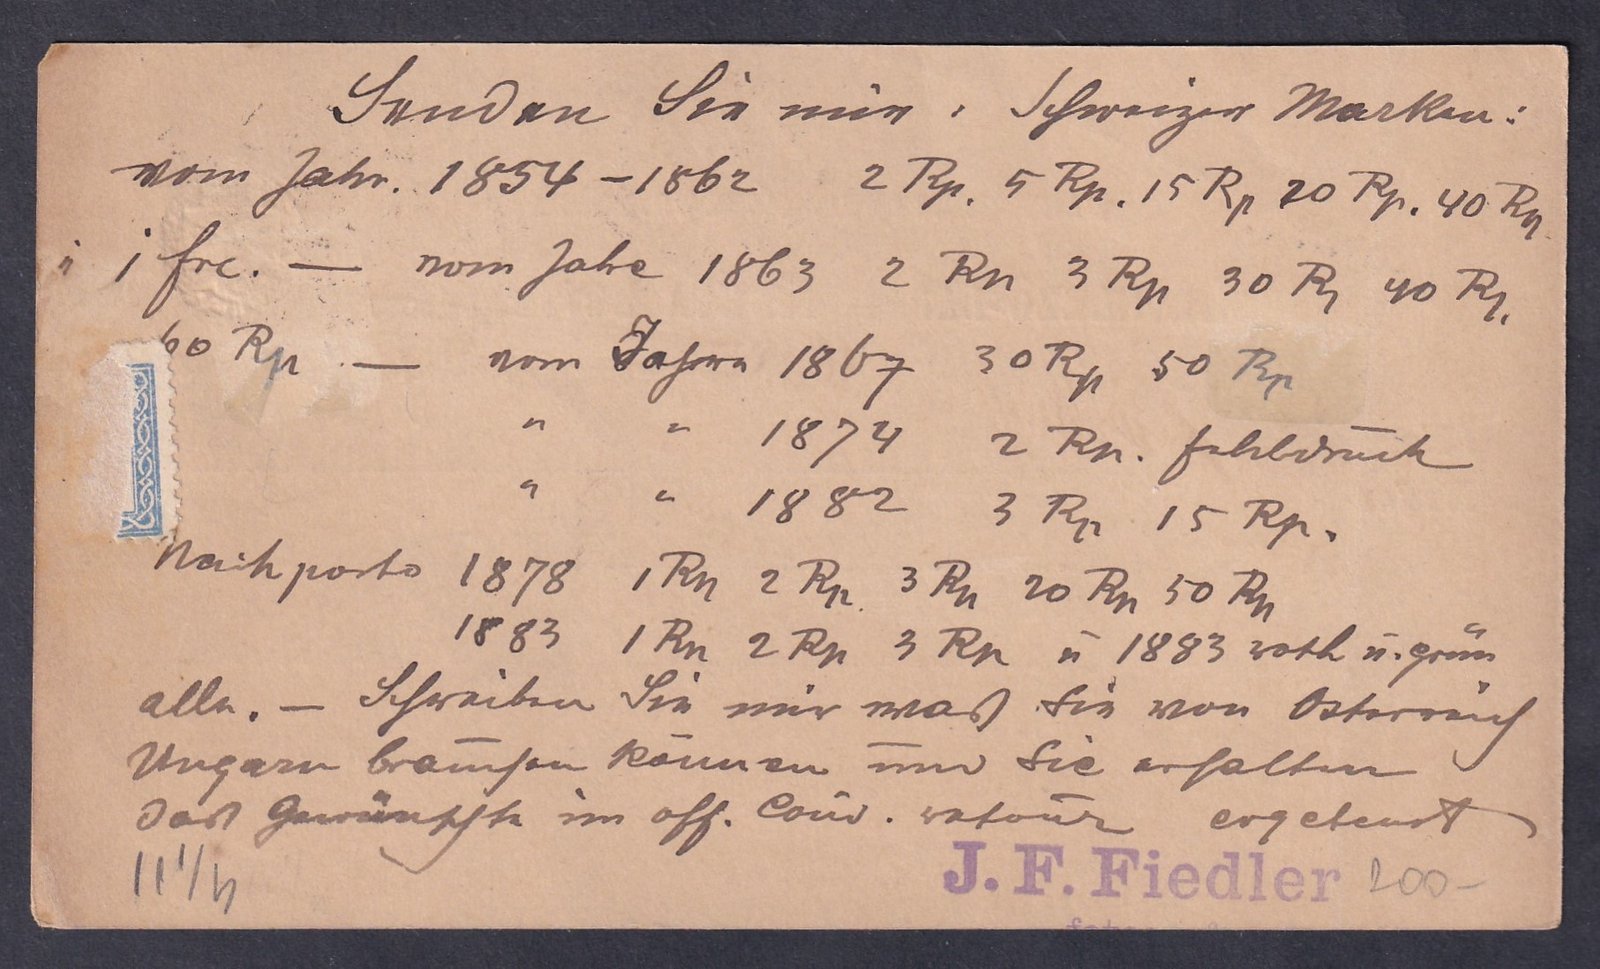 Senden Sie mir, Schweizer Marken:
vom Jahr. 1854 – 1862 2 Rp. 5 Rp. 15 Rp 20 Rp. 40 Rp
u 1 frc. — vom Jahre 1863 2 Rp 3 Rp 30 Rp 40 Rp.
60 Rp — vom Jahren 1867 30 Rp 50 Rp
" " 1874 2 Rp. fehldruck
" " 1882 3 Rp 15 Rp.
Nachporto 1878 1 Rp 2 Rp. 3 Rp 20 Rp 50 Rp
1883 1 Rp 2 Rp 3 Rp u 1883 roth u. grün
alle. – Schreiben Sie mir was Sie von Österreich
Ungarn brauchen können und Sie erhalten
das Gewünschte im off. Couv. retour ergebenst
J. F. Fiedler 200-
11 1/4